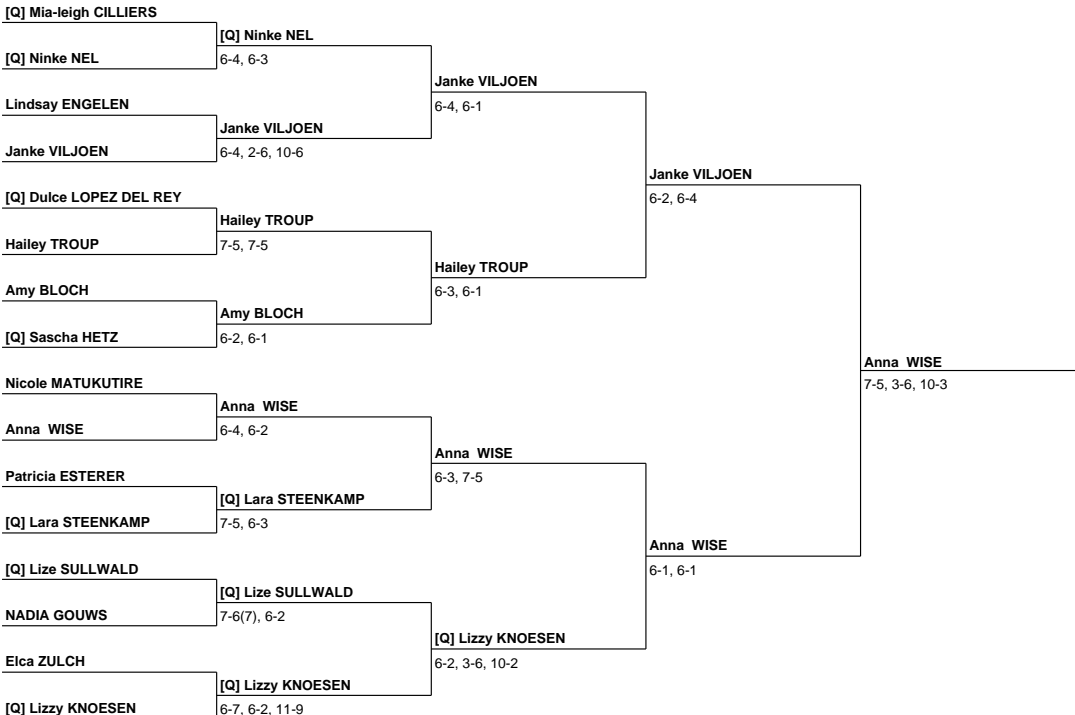 [Q] Mia-leigh CILLIERS
[Q] Ninke NEL
[Q] Ninke NEL
6-4, 6-3
Janke VILJOEN
6-4, 6-1
Lindsay ENGELEN
Janke VILJOEN
Janke VILJOEN
6-4, 2-6, 10-6
Janke VILJOEN
6-2, 6-4
[Q] Dulce LOPEZ DEL REY
Hailey TROUP
Hailey TROUP
7-5, 7-5
Hailey TROUP
6-3, 6-1
Amy BLOCH
Amy BLOCH
[Q] Sascha HETZ
6-2, 6-1
Anna WISE
7-5, 3-6, 10-3
Nicole MATUKUTIRE
Anna WISE
Anna WISE
6-4, 6-2
Anna WISE
6-3, 7-5
Patricia ESTERER
[Q] Lara STEENKAMP
[Q] Lara STEENKAMP
7-5, 6-3
Anna WISE
6-1, 6-1
[Q] Lize SULLWALD
[Q] Lize SULLWALD
NADIA GOUWS
7-6(7), 6-2
[Q] Lizzy KNOESEN
6-2, 3-6, 10-2
Elca ZULCH
[Q] Lizzy KNOESEN
[Q] Lizzy KNOESEN
6-7, 6-2, 11-9